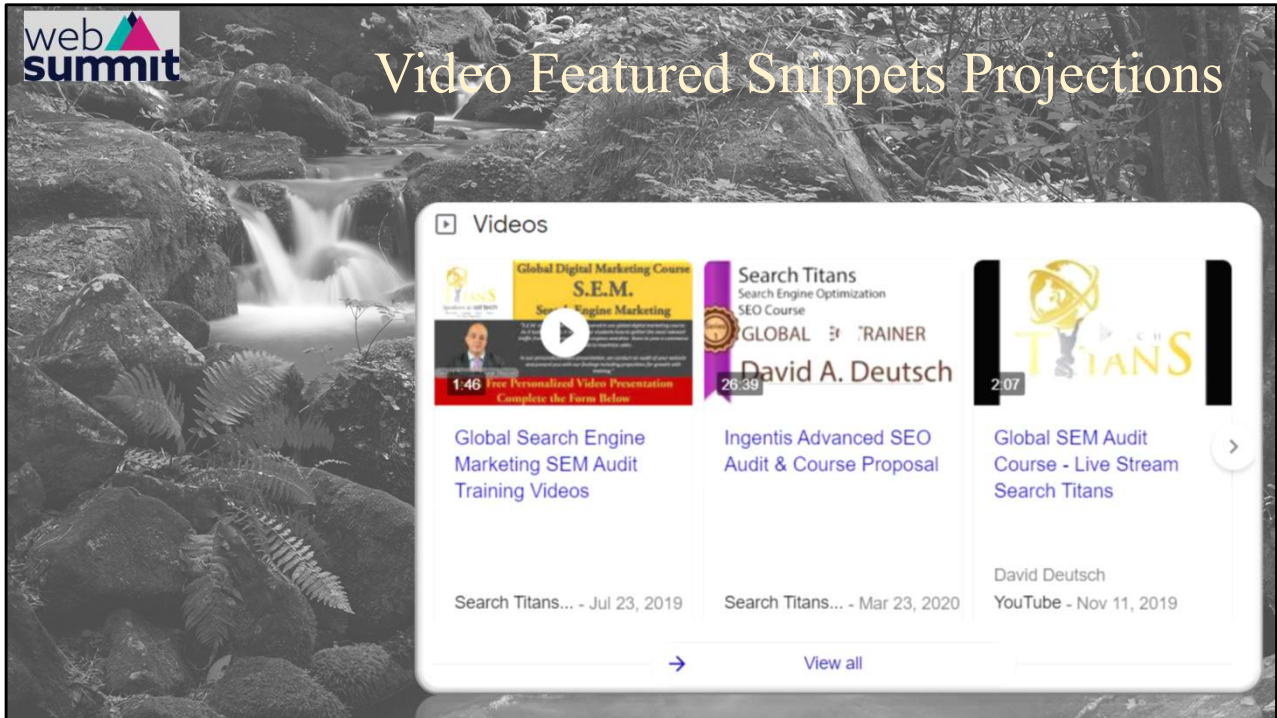 web
summit
Video Featured Snippets Projections
Videos
Global Digital Marketing Course
S.E.M.
Engine Marketing
1:46
Free Personalized Video Presentation
Complete the Form Below
Search Titans
Search Engine Optimization
SEO Course
GLOBAL
TRAINER
David A. Deutsch
26:39
TITANS
2:07
Global Search Engine
Marketing SEM Audit
Training Videos
Search Titans... - Jul 23, 2019
Ingentis Advanced SEO
Audit & Course Proposal
Search Titans... - Mar 23, 2020
Global SEM Audit
Course - Live Stream
Search Titans
David Deutsch
YouTube - Nov 11, 2019
View all